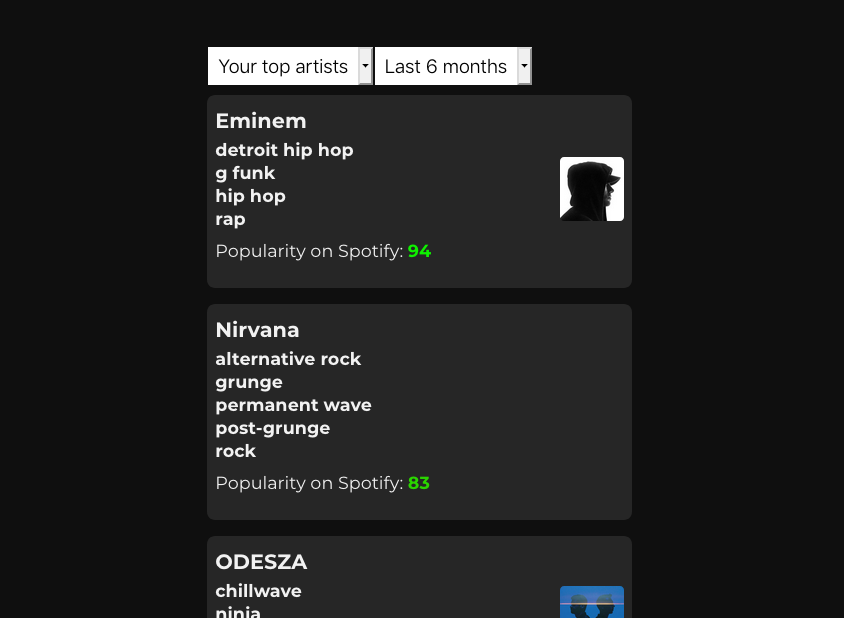 Your top artists Last 6 months
Eminem
detroit hip hop
g funk
hip hop
rap
Popularity on Spotify: 94
Nirvana
alternative rock
grunge
permanent wave
post-grunge
rock
Popularity on Spotify: 83
ODESZA
chillwave
ninja